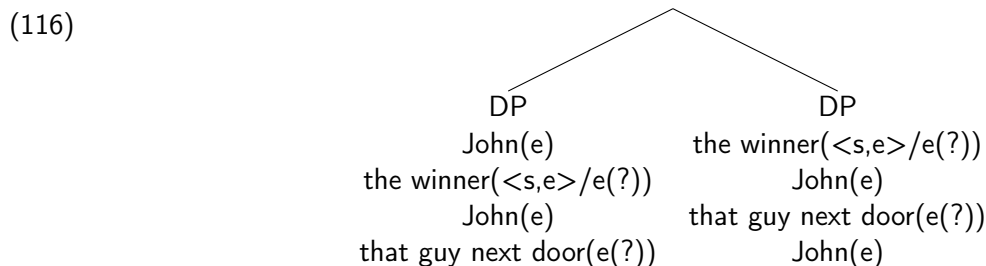 (116)
DP DP
John(e) the winner(<s,e>/e(?))
the winner(<s,e>/e(?)) John(e)
John(e) that guy next door(e(?))
that guy next door(e(?)) John(e)